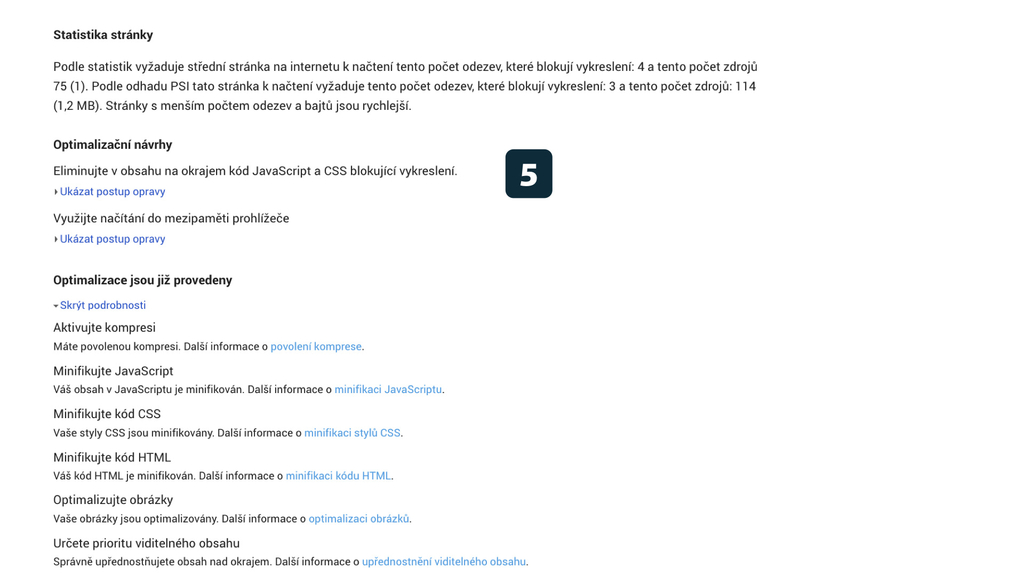 Statistika stránky
Podle statistik vyžaduje střední stránka na internetu k načtení tento počet odezev, které blokují vykreslení: 4 a tento počet zdrojů
75 (1). Podle odhadu PSI tato stránka k načtení vyžaduje tento počet odezev, které blokují vykreslení: 3 a tento počet zdrojů: 114
(1,2 MB). Stránky s menším počtem odezev a bajtů jsou rychlejší.
Optimalizační návrhy
Eliminujte v obsahu na okrajem kód JavaScript a CSS blokující vykreslení.
5
Ukázat postup opravy
Využijte načítání do mezipaměti prohlížeče
Ukázat postup opravy
Optimalizace jsou již provedeny
Skrýt podrobnosti
Aktivujte kompresi
Máte povolenou kompresi. Další informace o povolení komprese.
Minifikujte JavaScript
Váš obsah v JavaScriptu je minifikován. Další informace o minifikaci JavaScriptu.
Minifikujte kód CSS
Vaše styly CSS jsou minifikovány. Další informace o minifikaci stylů CSS.
Minifikujte kód HTML
Váš kód HTML je minifikován. Další informace o minifikaci kódu HTML.
Optimalizujte obrázky
Vaše obrázky jsou optimalizovány. Další informace o optimalizaci obrázků.
Určete prioritu viditelného obsahu
Správně upřednostňujete obsah nad okrajem. Další informace o upřednostnění viditelného obsahu.